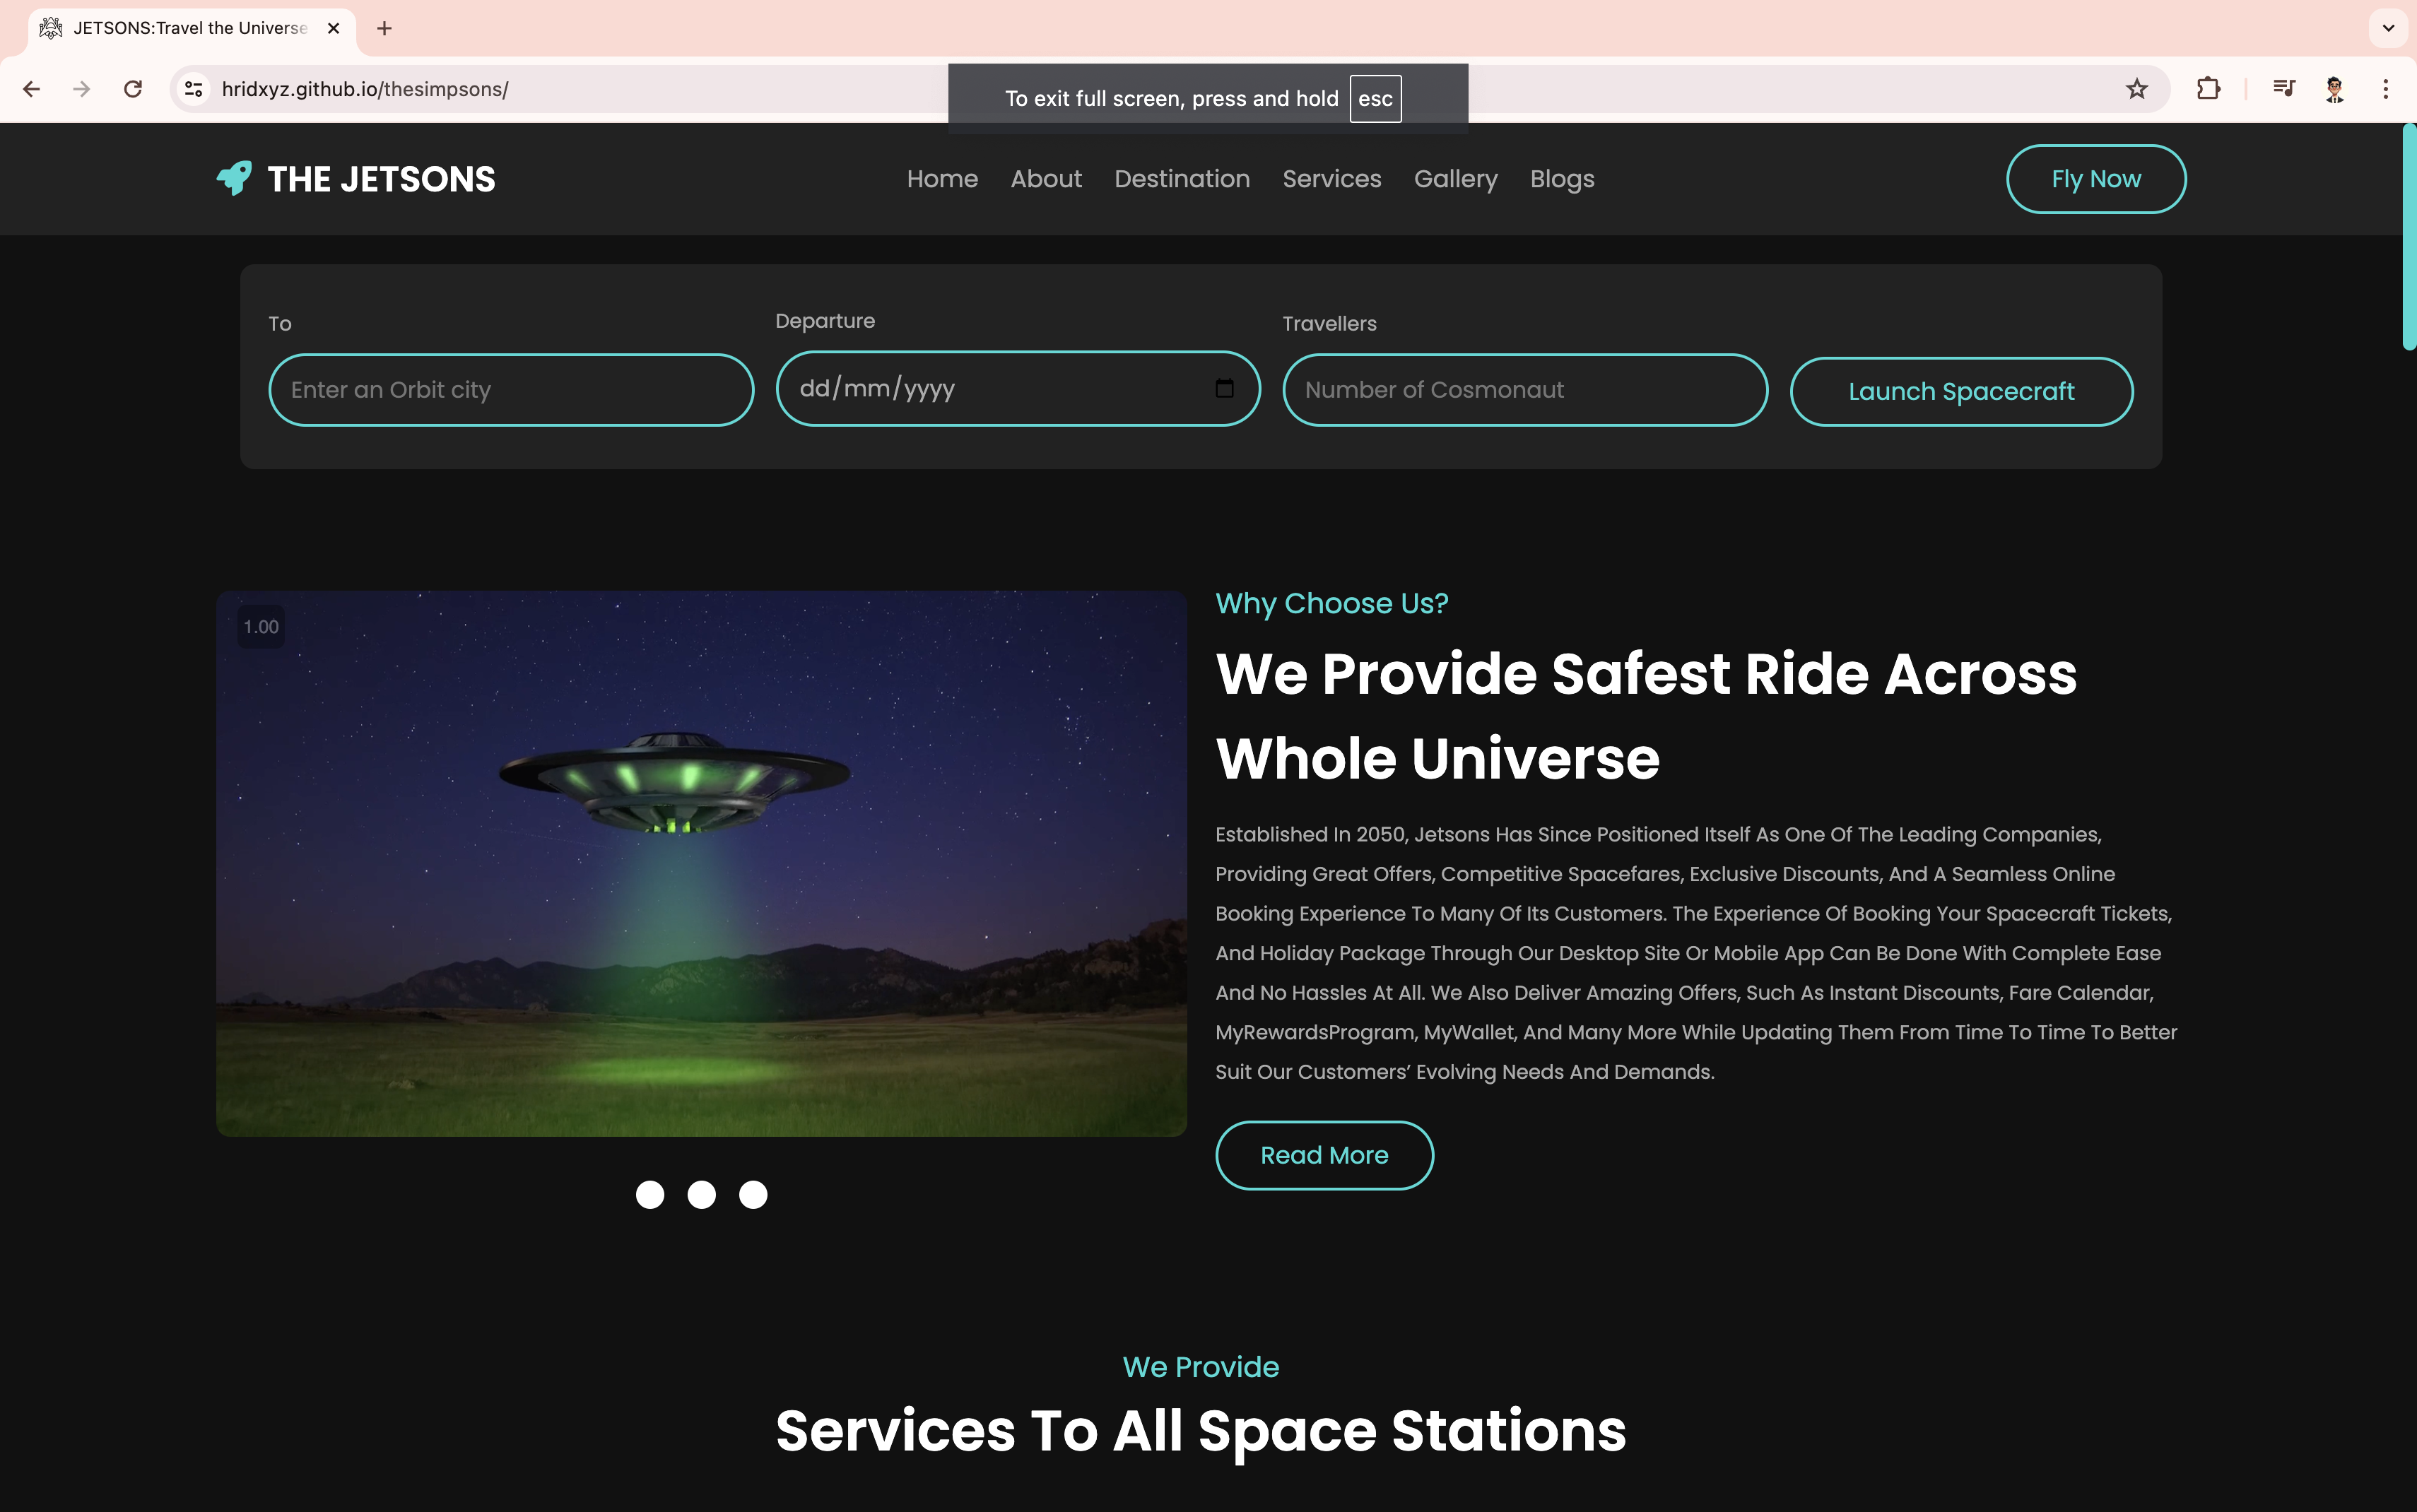 JETSONS:Travel the Universe
hridxyz.github.io/thesimpsons/
To exit full screen, press and hold esc
THE JETSONS
Home About Destination Services Gallery Blogs
Fly Now
To
Departure
Travellers
Enter an Orbit city
dd/mm/yyyy
Number of Cosmonaut
Launch Spacecraft
1.00
Why Choose Us?
We Provide Safest Ride Across
Whole Universe
Established In 2050, Jetsons Has Since Positioned Itself As One Of The Leading Companies,
Providing Great Offers, Competitive Spacefares, Exclusive Discounts, And A Seamless Online
Booking Experience To Many Of Its Customers. The Experience Of Booking Your Spacecraft Tickets,
And Holiday Package Through Our Desktop Site Or Mobile App Can Be Done With Complete Ease
And No Hassles At All. We Also Deliver Amazing Offers, Such As Instant Discounts, Fare Calendar,
MyRewardsProgram, MyWallet, And Many More While Updating Them From Time To Time To Better
Suit Our Customers’ Evolving Needs And Demands.
Read More
We Provide
Services To All Space Stations